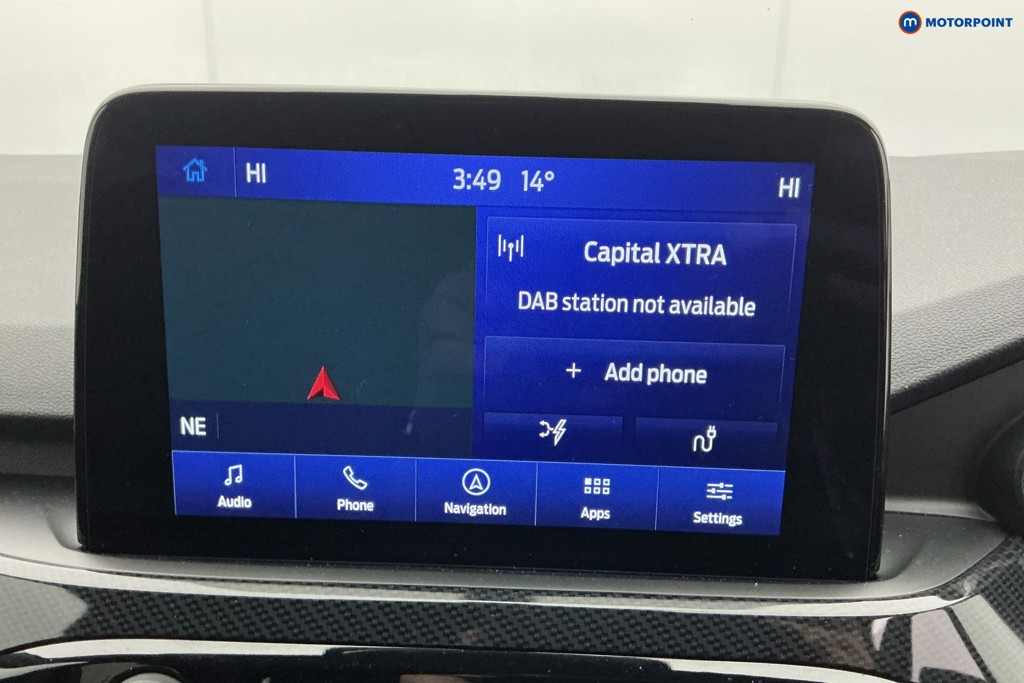 MOTORPOINT
HI
3:49 14°
HI
Capital XTRA
DAB station not available
+ Add phone
NE
Audio
Phone
Navigation
Apps
Settings